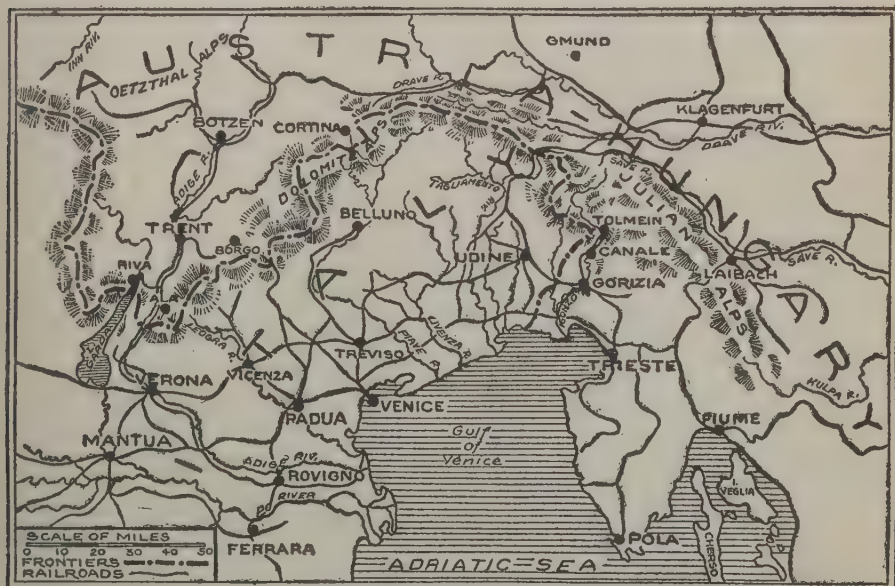 AUSTRIA-HUNGARY
ITALY
INN RIV.
OETZTHAL ALPS
GMUND
DRAVE R.
KLAGENFURT
DRAVE RIV.
BOTZEN
CORTINA
DOLOMITE ALPS
ADIGE R.
TAGLIAMENTO R.
SAVE R.
JULIAN ALPS
TRENT
BORGO
BELLUNO
TOLMEIN
CANALE
UDINE
GORIZIA
LAIBACH
SAVE R.
RIVA
ISONZO
TREVISO
PIAVE R.
LIVENZA R.
TRIESTE
KULPA R.
VERONA
VICENZA
PADUA
VENICE
FIUME
MANTUA
Gulf
of
Venice
ADIGE RIV.
ROVIGNO
I.
VEGLIA
PO RIVER
FERRARA
POLA
CHERSO
ADRIATIC=SEA
SCALE OF MILES
0 10 20 30 40 50
FRONTIERS
RAILROADS